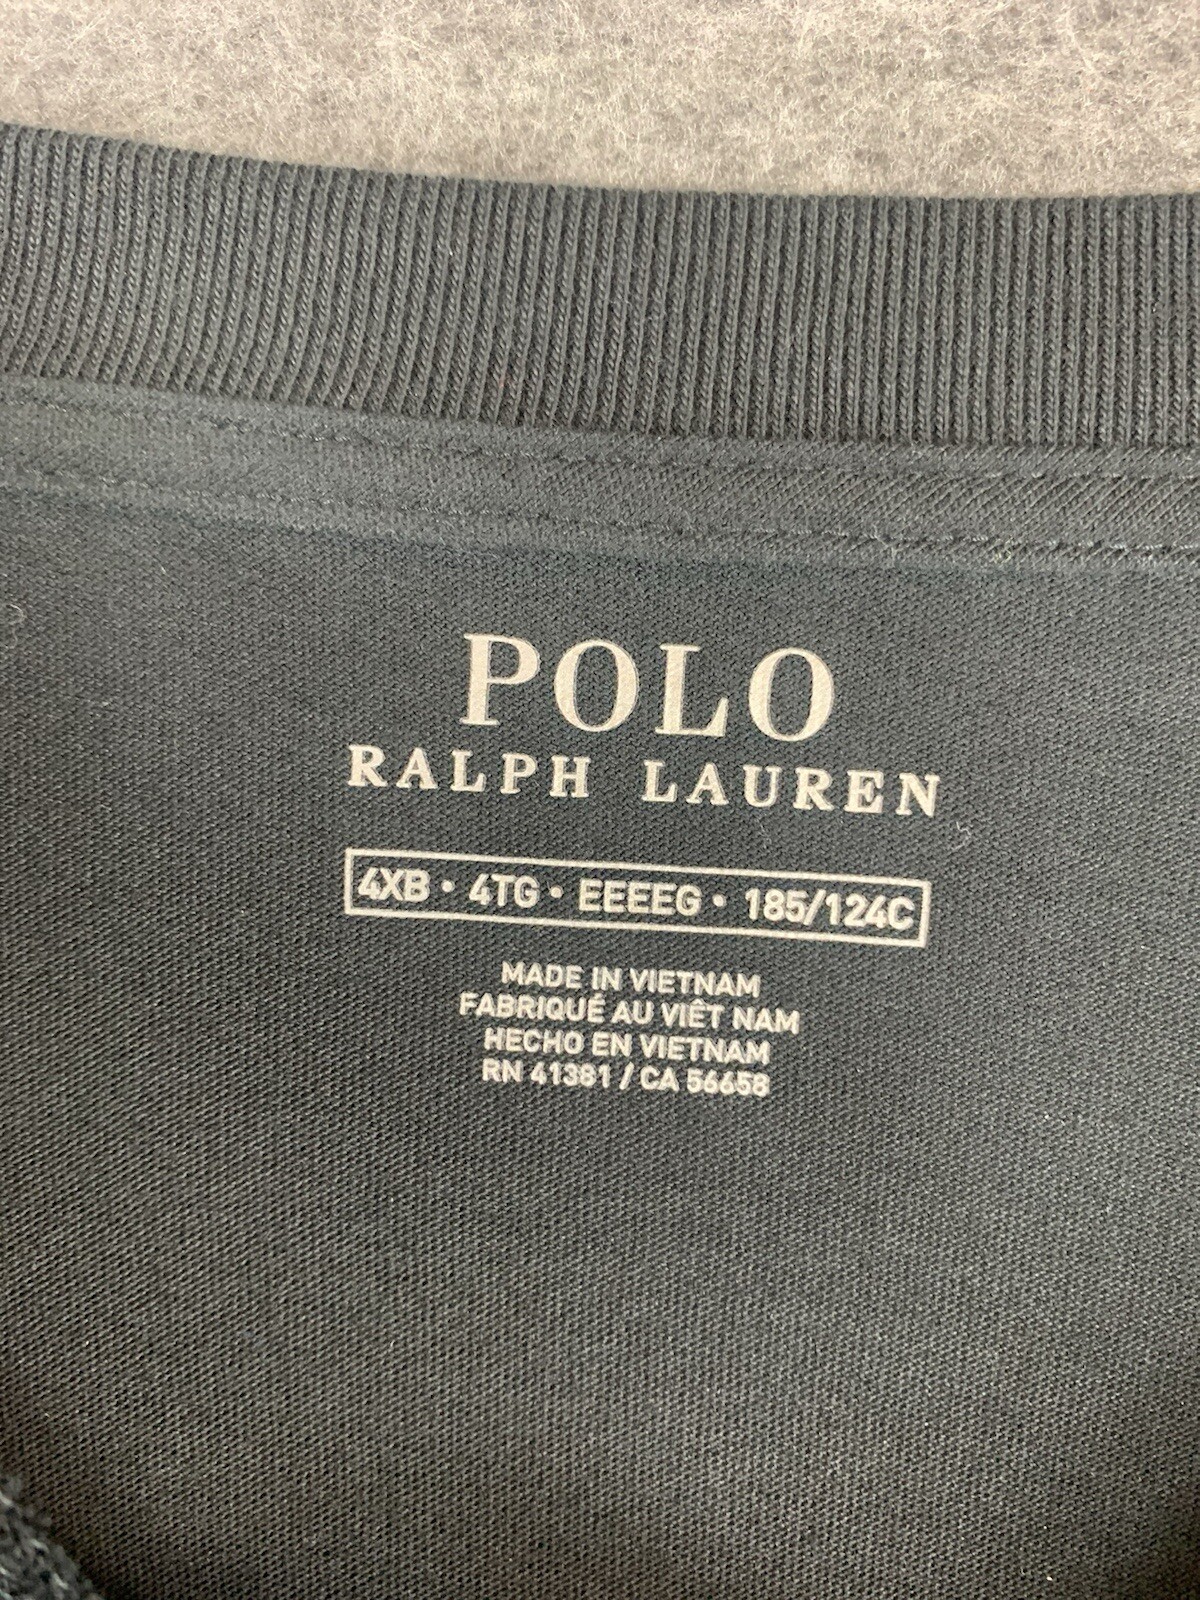 POLO
RALPH LAUREN
4XB • 4TG • EEEEG • 185/124C
MADE IN VIETNAM
FABRIQUÉ AU VIÊT NAM
HECHO EN VIETNAM
RN 41381 / CA 56658